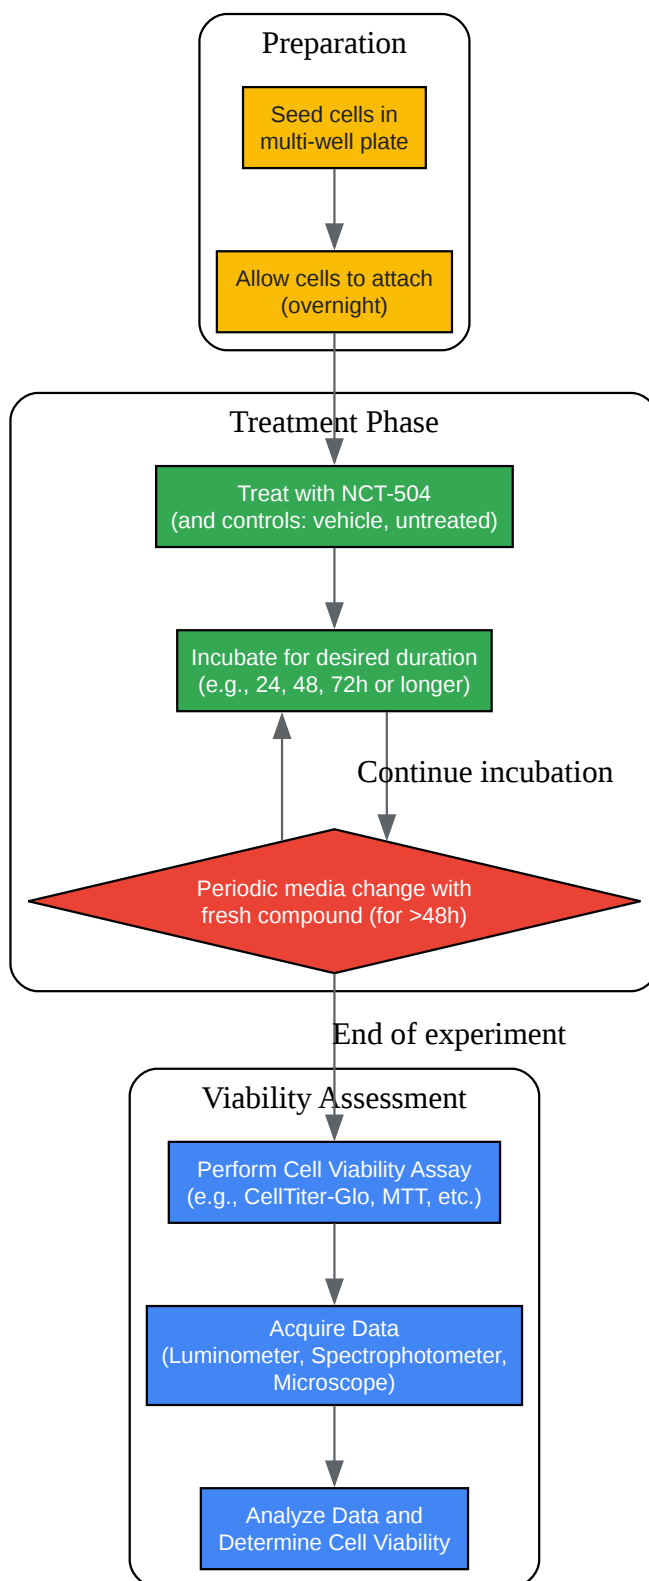 Preparation
Seed cells in
multi-well plate
Allow cells to attach
(overnight)
Treatment Phase
Treat with NCT-504
(and controls: vehicle, untreated)
Incubate for desired duration
(e.g., 24, 48, 72h or longer)
Continue incubation
Periodic media change with
fresh compound (for >48h)
End of experiment
Viability Assessment
Perform Cell Viability Assay
(e.g., CellTiter-Glo, MTT, etc.)
Acquire Data
(Luminometer, Spectrophotometer,
Microscope)
Analyze Data and
Determine Cell Viability